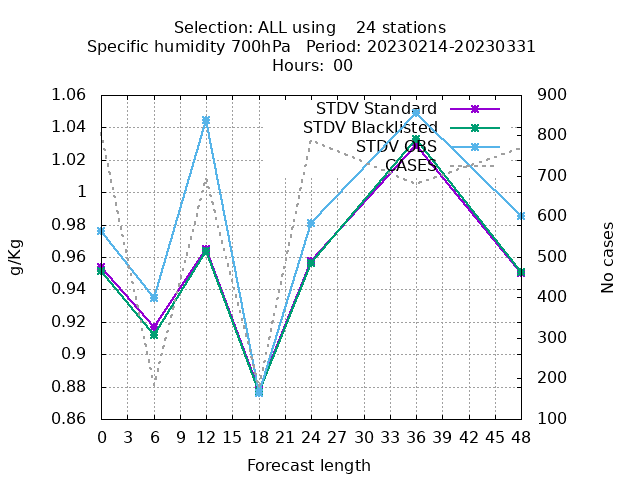 Selection: ALL using    24 stations
Specific humidity 700hPa   Period: 20230214-20230331
Hours:  00
STDV Standard
STDV Blacklisted
STDV OBS
CASES
1.06
1.04
1.02
1
0.98
0.96
0.94
0.92
0.9
0.88
0.86
g/Kg
900
800
700
600
500
400
300
200
100
No cases
0 3 6 9 12 15 18 21 24 27 30 33 36 39 42 45 48
Forecast length